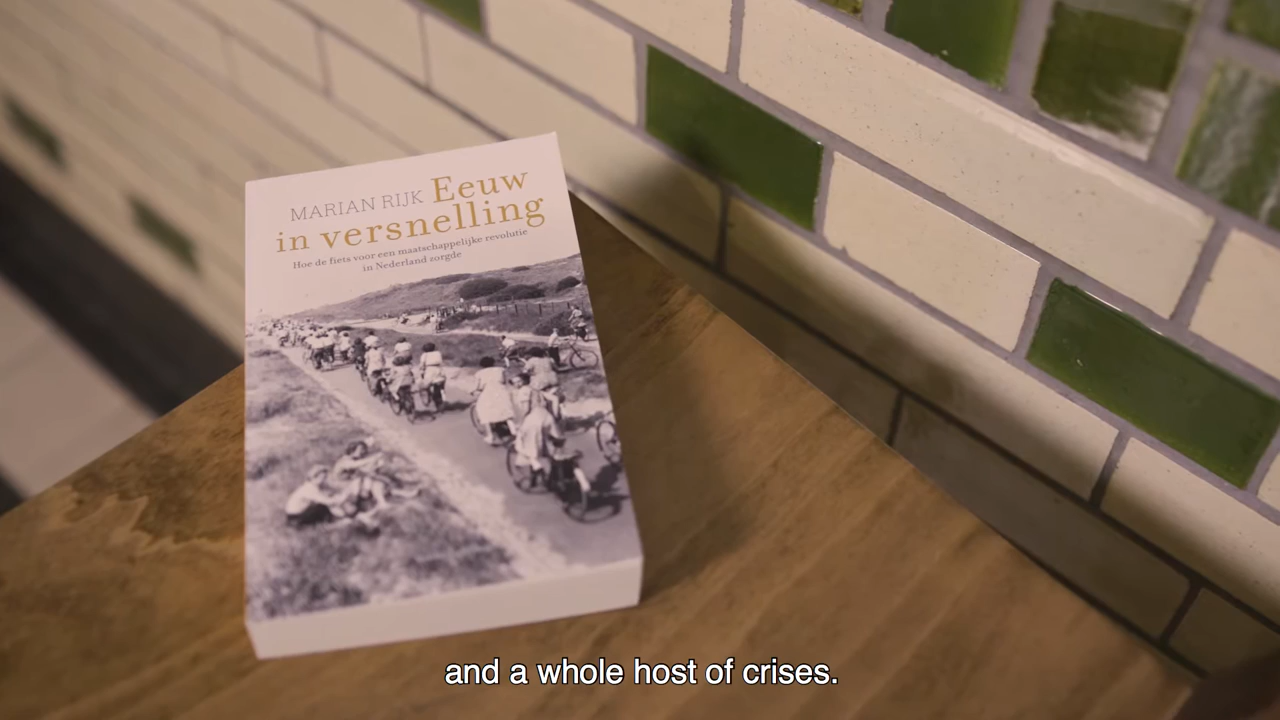 MARIAN RIJK Eeuw
in versnelling
Hoe de fiets voor een maatschappelijke revolutie
in Nederland zorgde
and a whole host of crises.